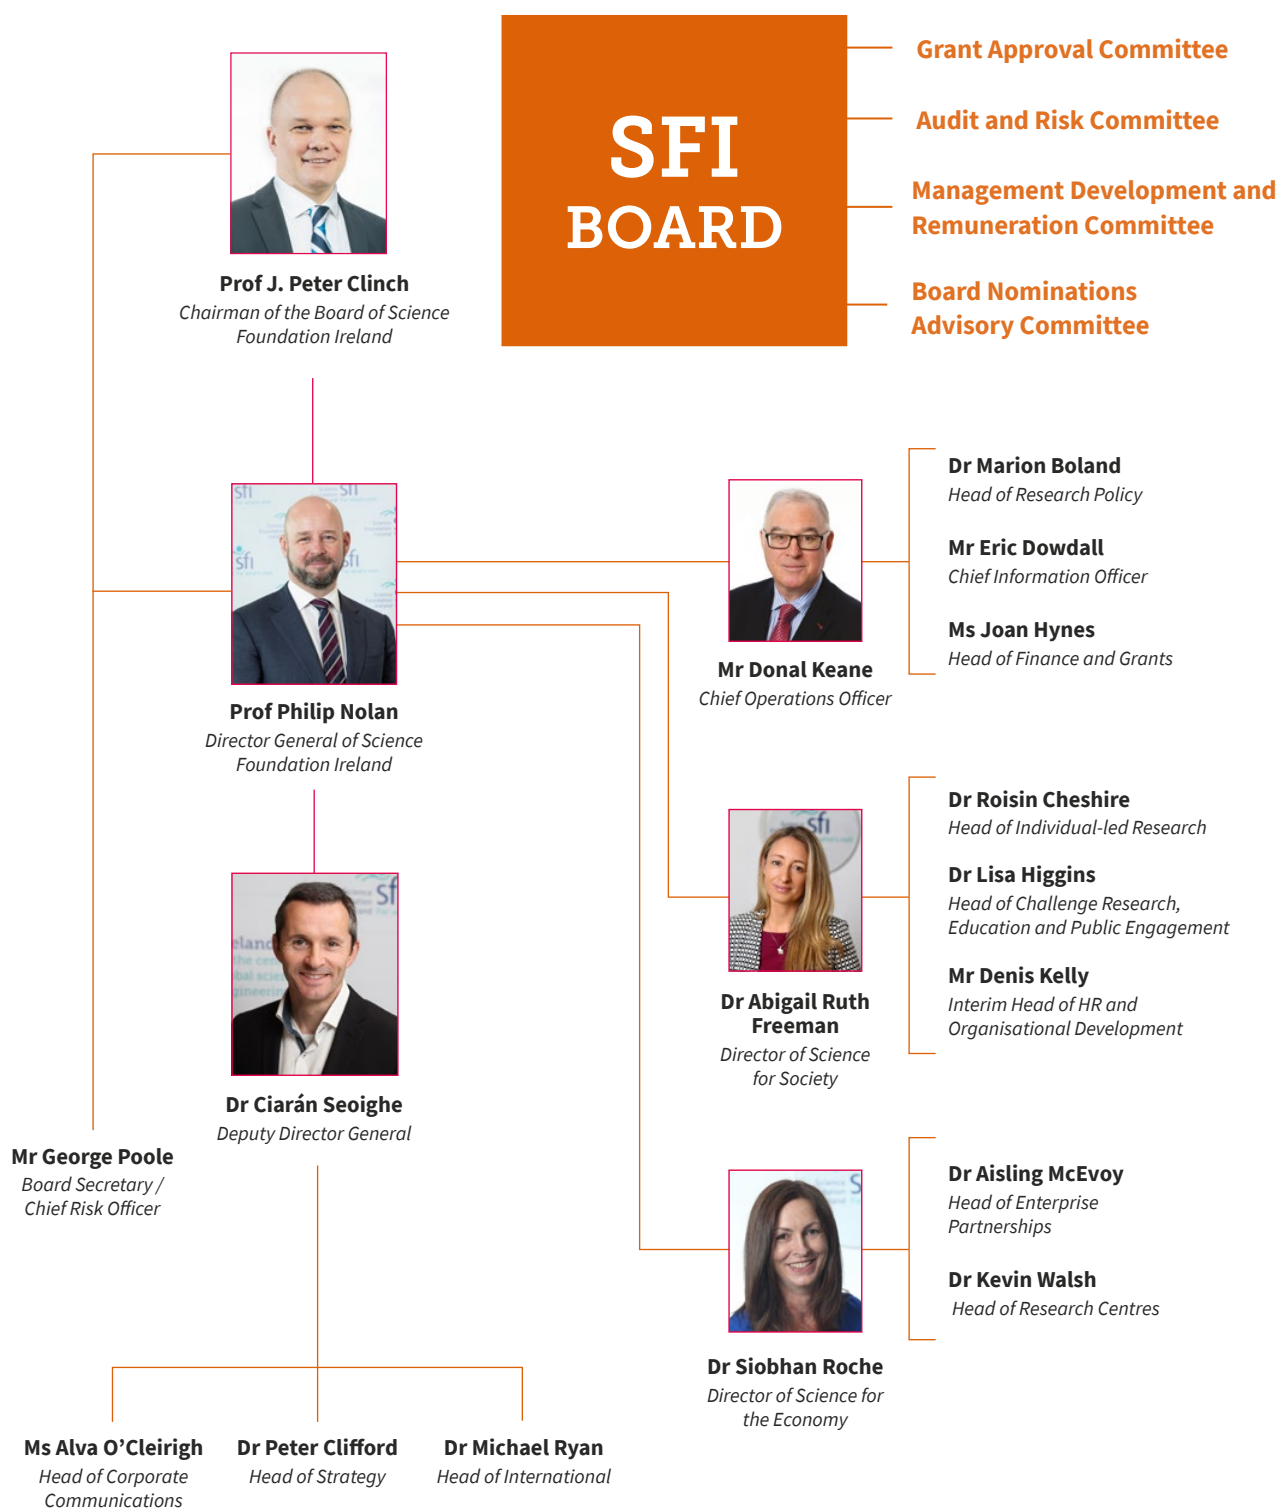 SFI
BOARD
Grant Approval Committee
Audit and Risk Committee
Management Development and
Remuneration Committee
Board Nominations
Advisory Committee
Prof J. Peter Clinch
Chairman of the Board of Science
Foundation Ireland
Prof Philip Nolan
Director General of Science
Foundation Ireland
Mr Donal Keane
Chief Operations Officer
Dr Marion Boland
Head of Research Policy
Mr Eric Dowdall
Chief Information Officer
Ms Joan Hynes
Head of Finance and Grants
Dr Abigail Ruth
Freeman
Director of Science
for Society
Dr Roisin Cheshire
Head of Individual-led Research
Dr Lisa Higgins
Head of Challenge Research,
Education and Public Engagement
Mr Denis Kelly
Interim Head of HR and
Organisational Development
Dr Ciarán Seoighe
Deputy Director General
Mr George Poole
Board Secretary /
Chief Risk Officer
Dr Siobhan Roche
Director of Science for
the Economy
Dr Aisling McEvoy
Head of Enterprise
Partnerships
Dr Kevin Walsh
Head of Research Centres
Ms Alva O’Cleirigh
Head of Corporate
Communications
Dr Peter Clifford
Head of Strategy
Dr Michael Ryan
Head of International